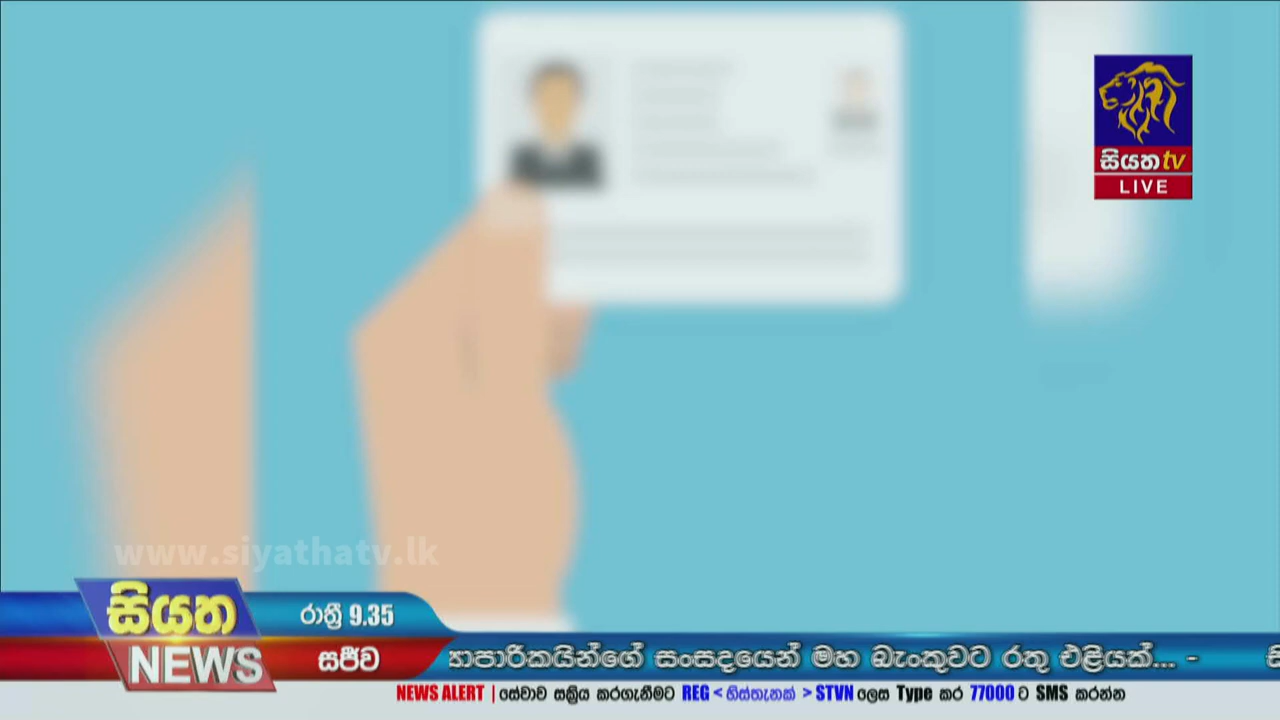 සියත tv
LIVE
www.siyathatv.lk
සියත
NEWS
රාත්‍රී 9.35
සජීව
ව්‍යාපාරිකයින්ගේ සංසදයෙන් මහ බැංකුවට රතු එළියක්... -
NEWS ALERT | සේවාව සක්‍රිය කරගැනීමට REG < හිස්තැනක් > STVN ලෙස Type කර 77000 ට SMS කරන්න